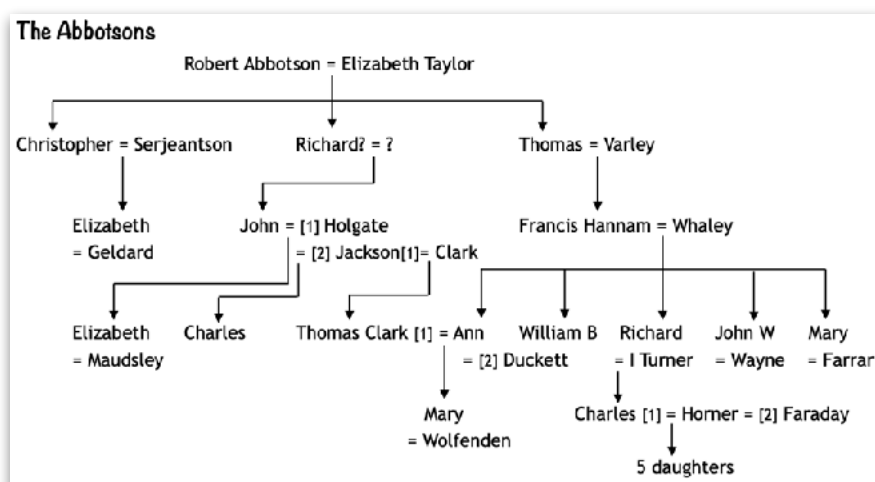 The Abbotsons
Robert Abbotson = Elizabeth Taylor
Christopher = Serjeantson Richard? = ? Thomas = Varley
Elizabeth John = [1] Holgate Francis Hannam = Whaley
= Geldard = [2] Jackson[1]= Clark
Elizabeth Charles Thomas Clark [1] = Ann William B Richard John W Mary
= Maudsley = [2] Duckett = I Turner = Wayne = Farrar
Mary Charles [1] = Horner = [2] Faraday
= Wolfenden
5 daughters